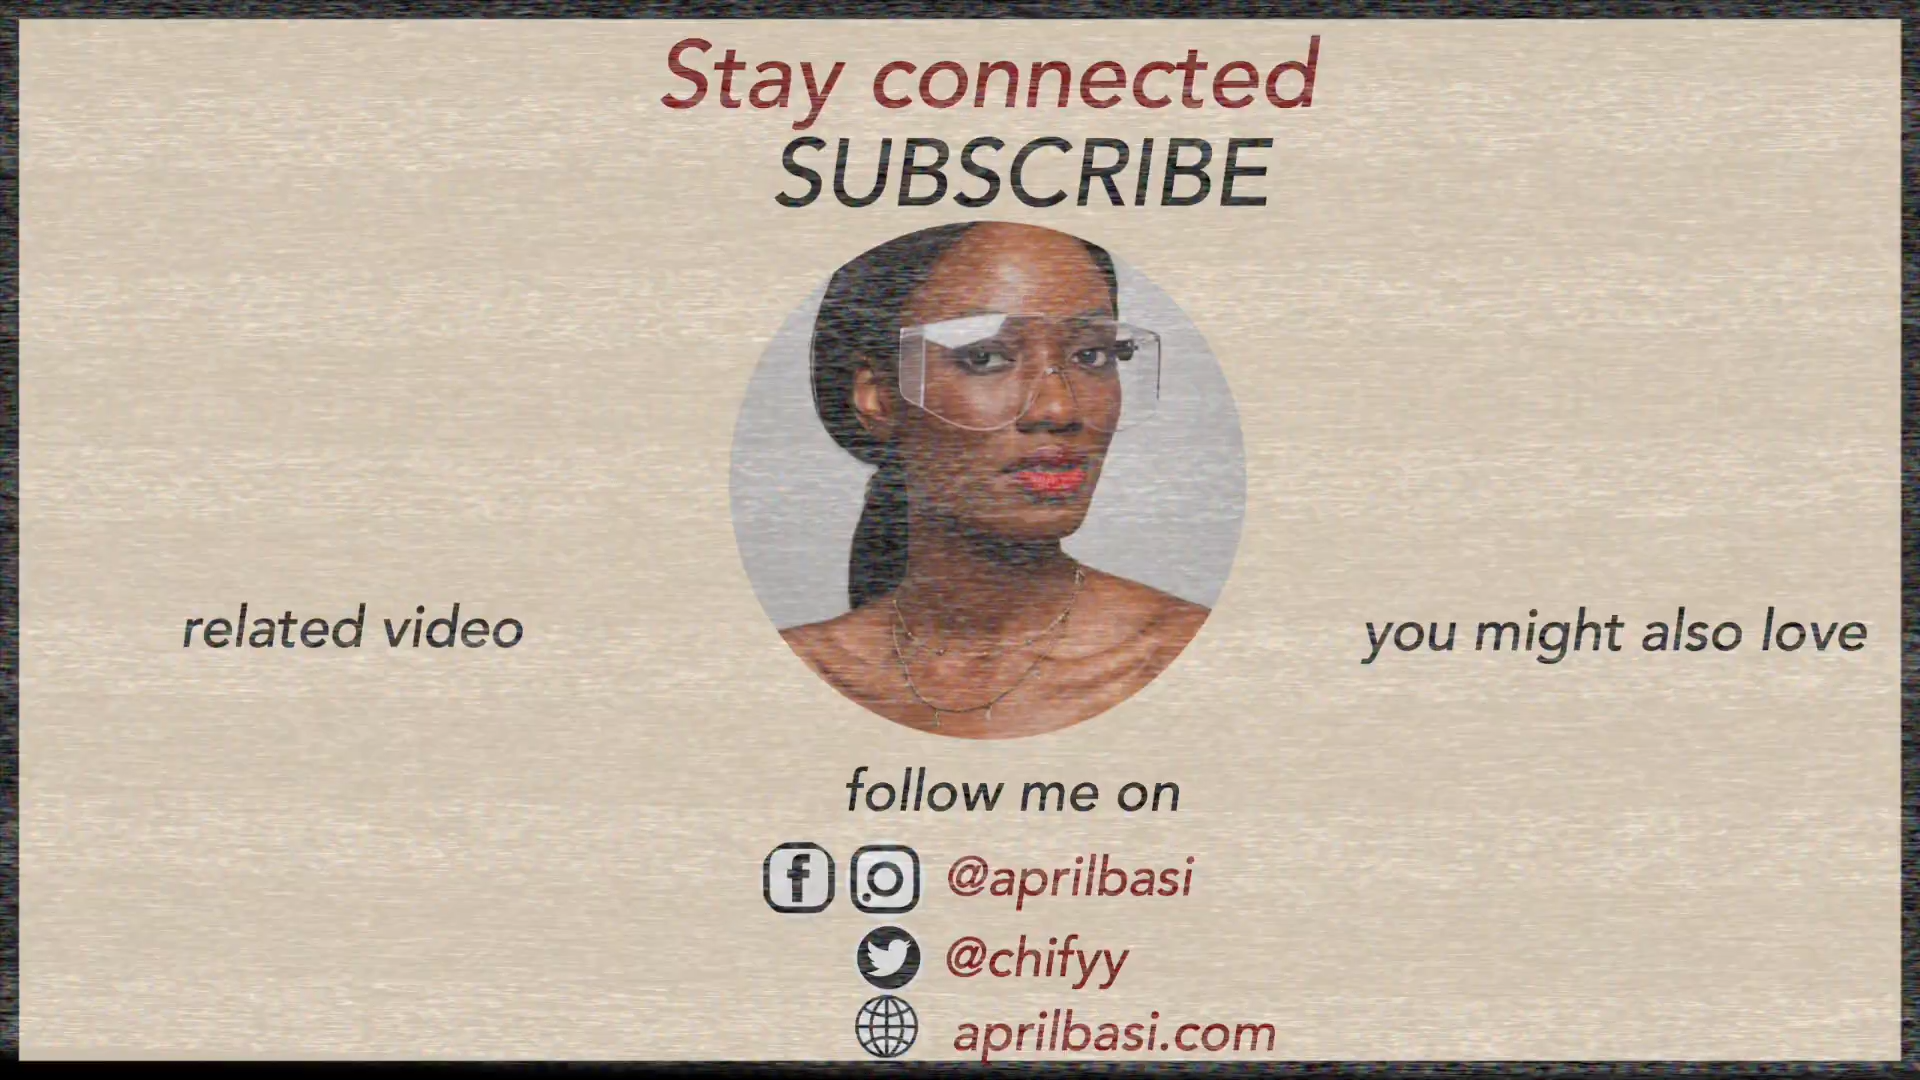 Stay connected
SUBSCRIBE
related video
you might also love
follow me on
@aprilbasi
@chifyy
aprilbasi.com